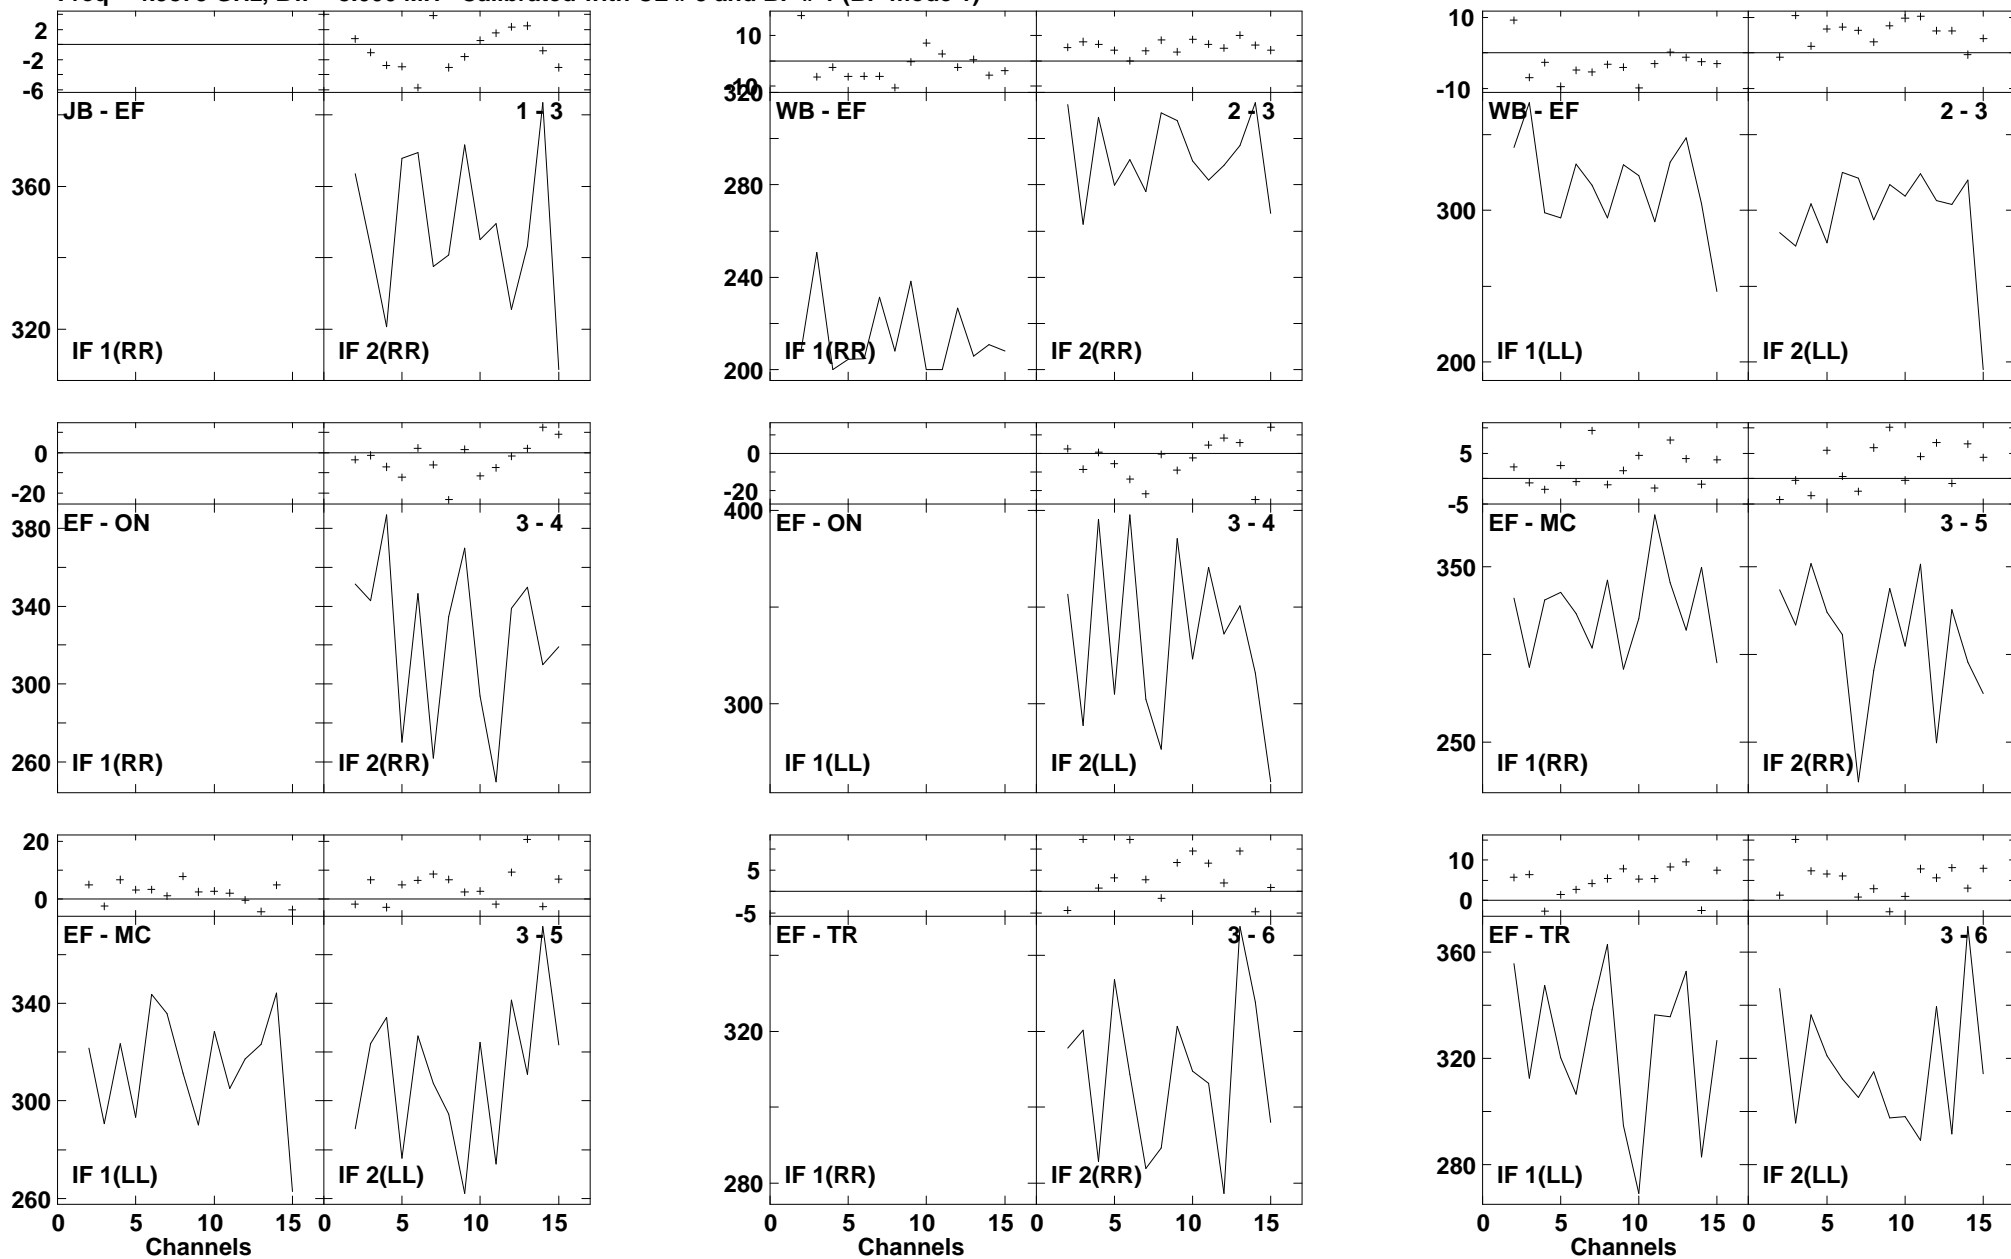 2
-2
-6
JB - EF
1 - 3
360
320
IF 1(RR)
IF 2(RR)
10
-10
320
WB - EF
2 - 3
280
240
200
IF 1(RR)
IF 2(RR)
10
-10
WB - EF
2 - 3
300
200
IF 1(LL)
IF 2(LL)
0
-20
380
EF - ON
3 - 4
340
300
260
IF 1(RR)
IF 2(RR)
0
-20
400
EF - ON
3 - 4
300
IF 1(LL)
IF 2(LL)
5
-5
EF - MC
3 - 5
350
250
IF 1(RR)
IF 2(RR)
20
0
EF - MC
3 - 5
340
300
260
IF 1(LL)
IF 2(LL)
0 5 10 15 0 5 10 15
Channels
5
-5
EF - TR
3 - 6
320
280
IF 1(RR)
IF 2(RR)
0 5 10 15 0 5 10 15
Channels
10
0
EF - TR
3 - 6
360
320
280
IF 1(LL)
IF 2(LL)
0 5 10 15 0 5 10 15
Channels